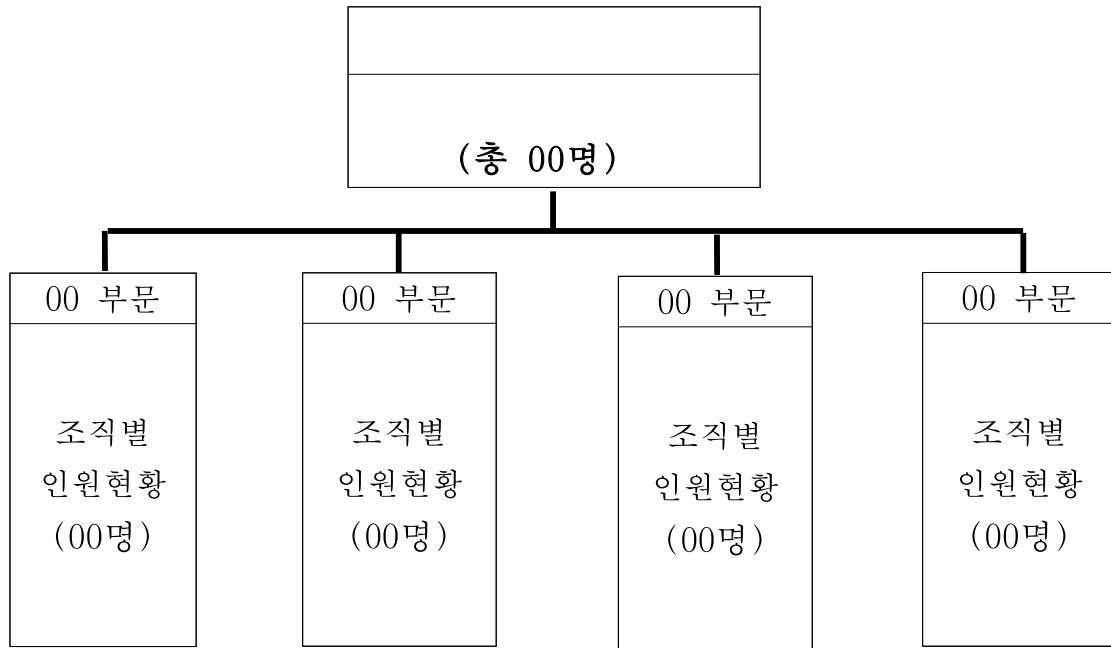 (총 00명)
00 부문
조직별
인원현황
(00명)
00 부문
조직별
인원현황
(00명)
00 부문
조직별
인원현황
(00명)
00 부문
조직별
인원현황
(00명)